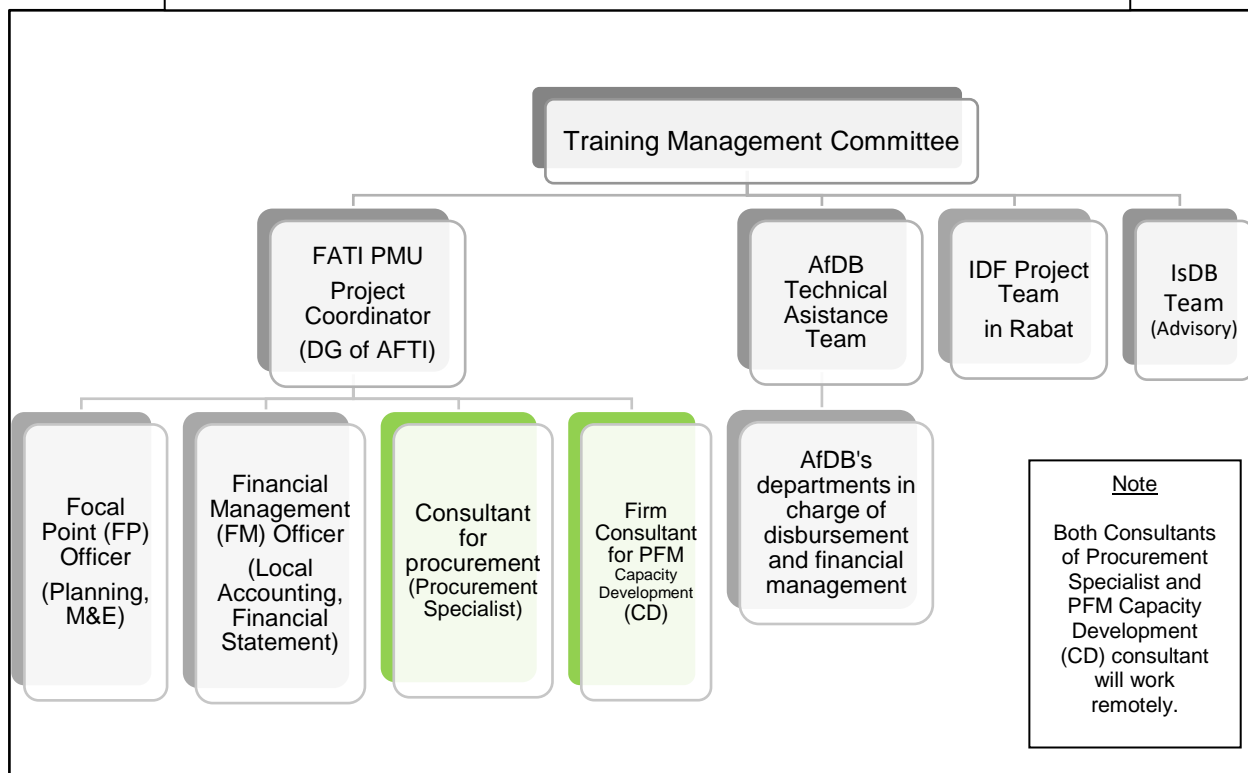 Training Management Committee
FATI PMU
Project
Coordinator
(DG of AFTI)
AfDB
Technical
Asistance
Team
IDF Project
Team
in Rabat
IsDB
Team
(Advisory)
Focal
Point (FP)
Officer
(Planning,
M&E)
Financial
Management
(FM) Officer
(Local
Accounting,
Financial
Statement)
Consultant
for
procurement
(Procurement
Specialist)
Firm
Consultant
for PFM
Capacity
Development
(CD)
AfDB's
departments in
charge of
disbursement
and financial
management
Note
Both Consultants
of Procurement
Specialist and
PFM Capacity
Development
(CD) consultant
will work
remotely.